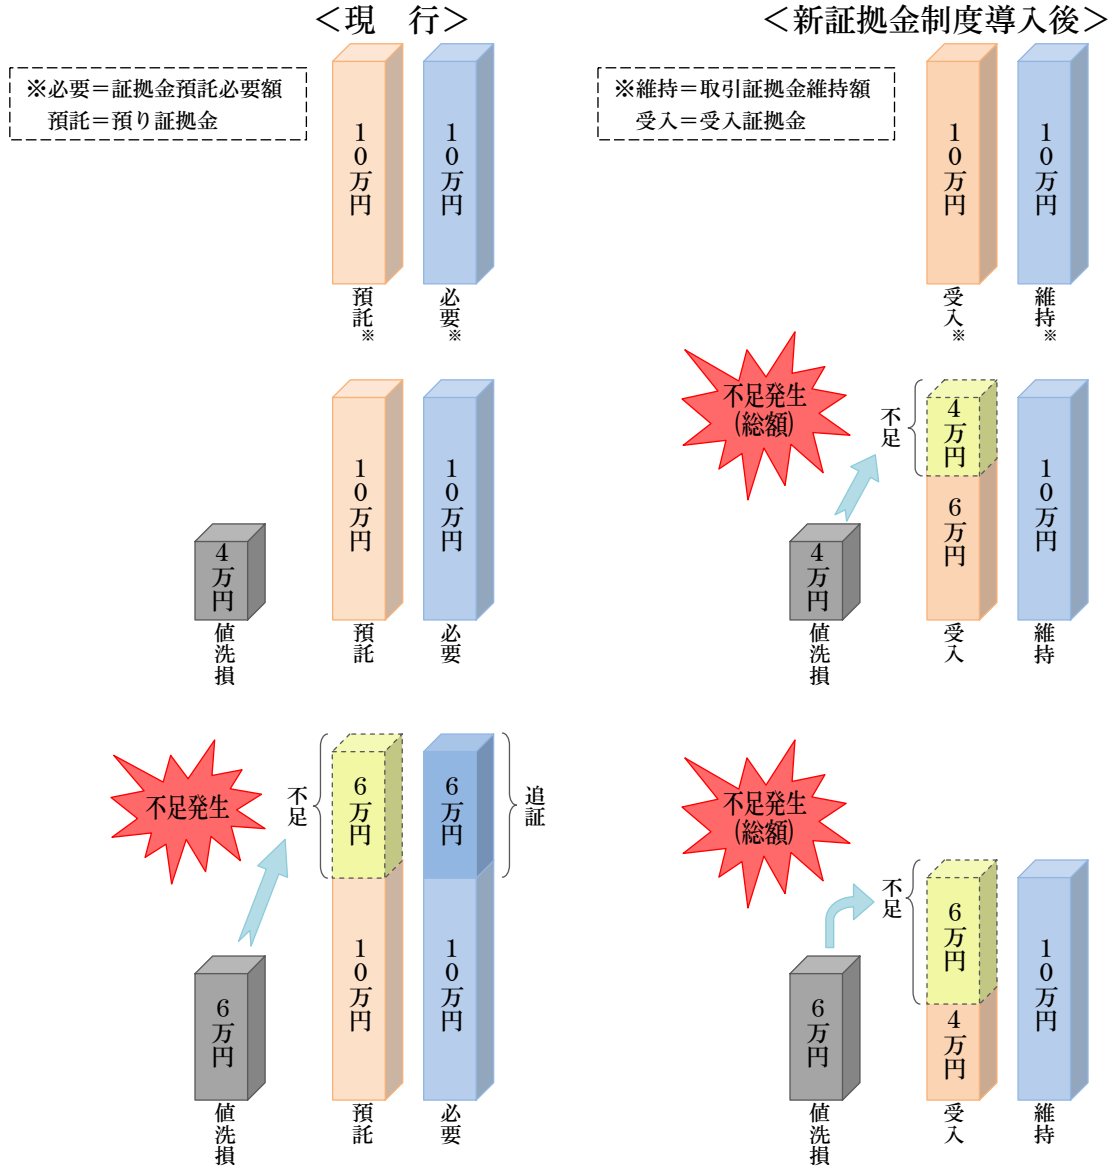 ＜現　行＞
※必要＝証拠金預託必要額
預託＝預り証拠金
10万円
10万円
預託※
必要※
4万円
値洗損
10万円
10万円
預託
必要
不足発生
不足
6万円
6万円
追証
6万円
値洗損
10万円
10万円
預託
必要
＜新証拠金制度導入後＞
※維持＝取引証拠金維持額
受入＝受入証拠金
10万円
10万円
受入※
維持※
不足発生
(総額)
不足
4万円
6万円
10万円
4万円
値洗損
受入
維持
不足発生
(総額)
不足
6万円
4万円
10万円
6万円
値洗損
受入
維持